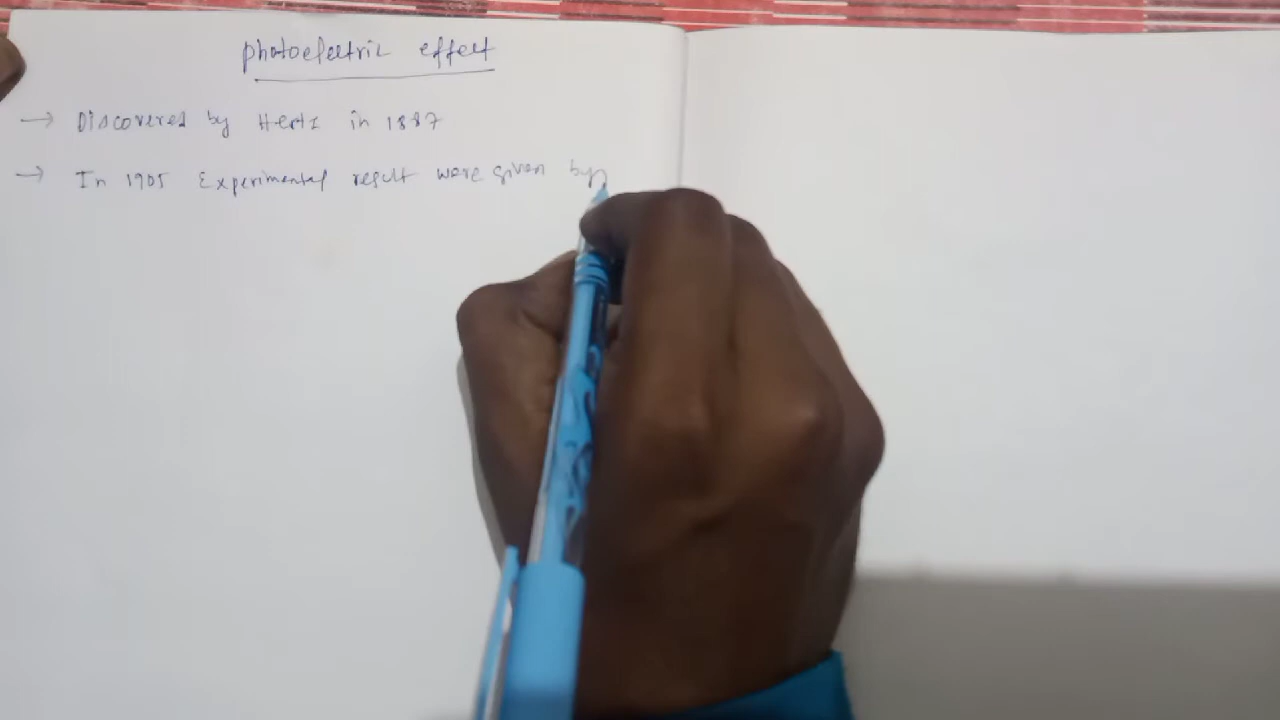 photoelectric effect
→ Discovered by Hertz in 1887
→ In 1905 Experimental result were given by